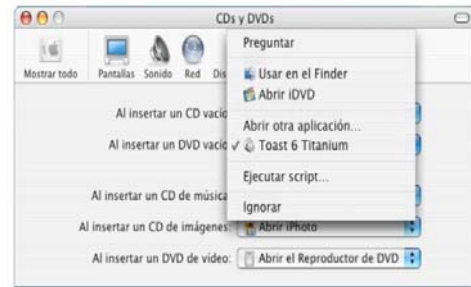 CDs y DVDs
Mostrar todo Pantallas Sonido Red Dis
Preguntar
Usar en el Finder
Abrir iDVD
Abrir otra aplicación...
✓ Toast 6 Titanium
Ejecutar script...
Ignorar
Al insertar un CD vacío
Al insertar un DVD vacío
Al insertar un CD de música
Al insertar un CD de imágenes: Abrir iPhoto
Al insertar un DVD de vídeo: Abrir el Reproductor de DVD